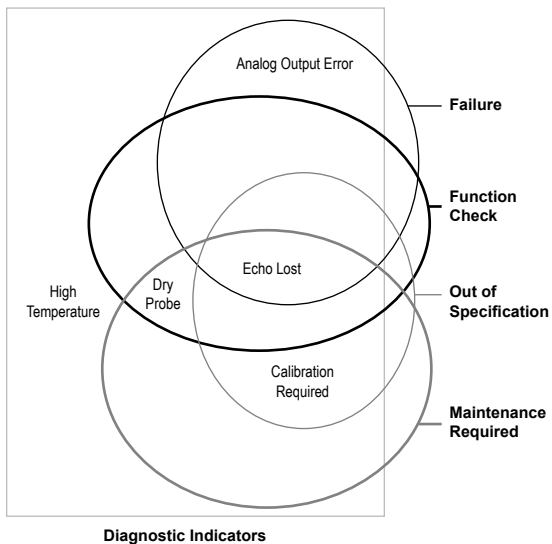 Analog Output Error
Failure
Function
Check
Echo Lost
High
Temperature
Dry
Probe
Out of
Specification
Calibration
Required
Maintenance
Required
Diagnostic Indicators